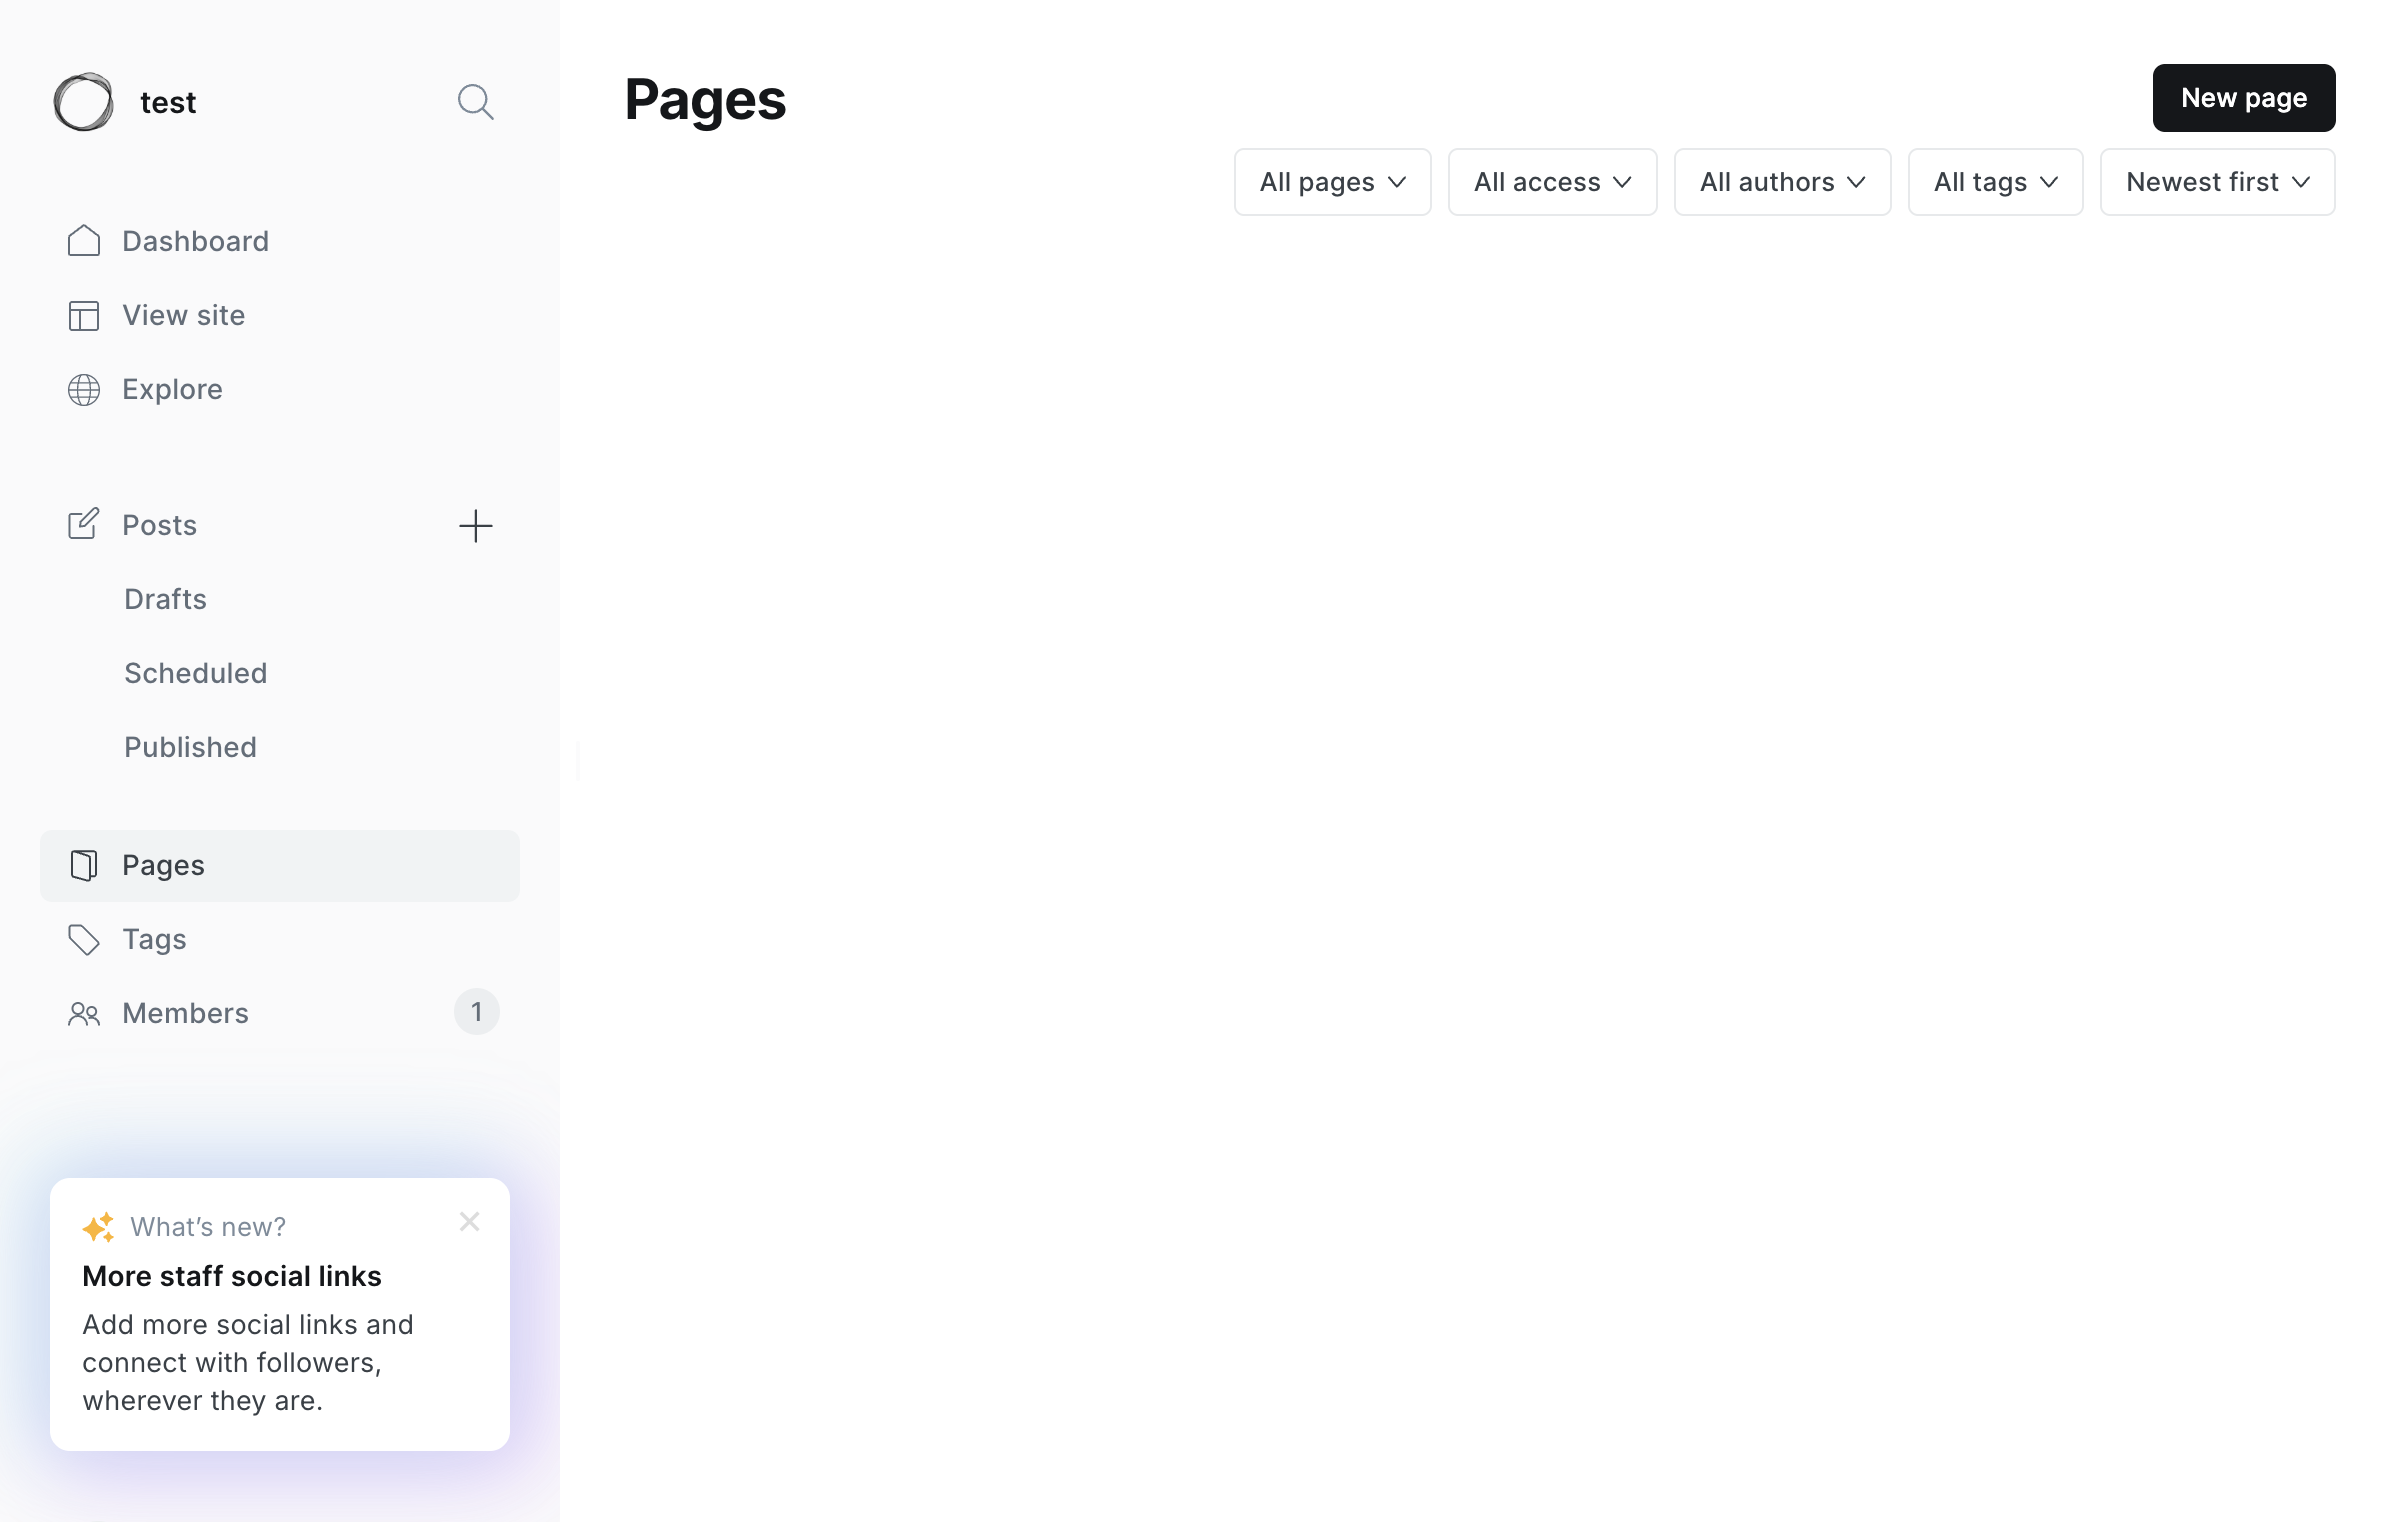 test
Dashboard
View site
Explore
Posts
Drafts
Scheduled
Published
Pages
Tags
Members 1
What’s new?
More staff social links
Add more social links and
connect with followers,
wherever they are.
Pages
New page
All pages All access All authors All tags Newest first